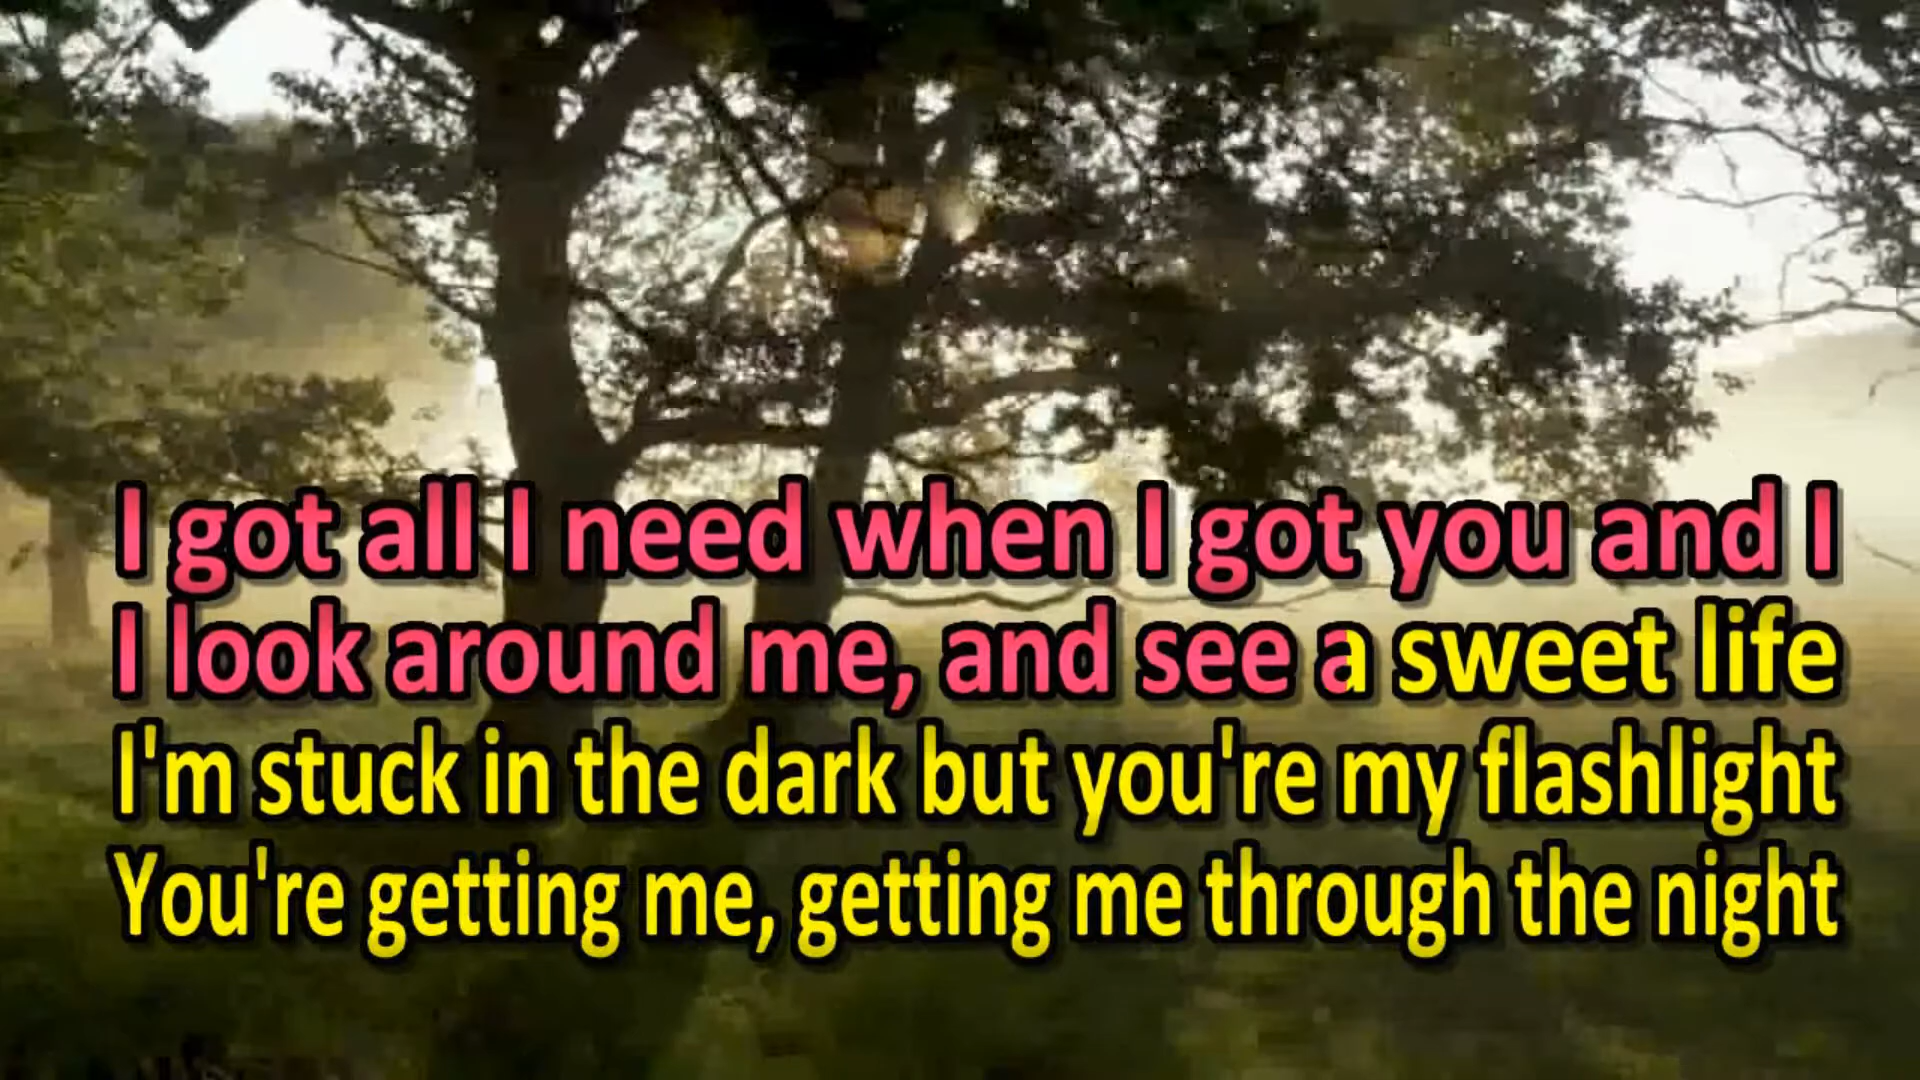 I got all I need when I got you and I
I look around me, and see a sweet life
I'm stuck in the dark but you're my flashlight
You're getting me, getting me through the night